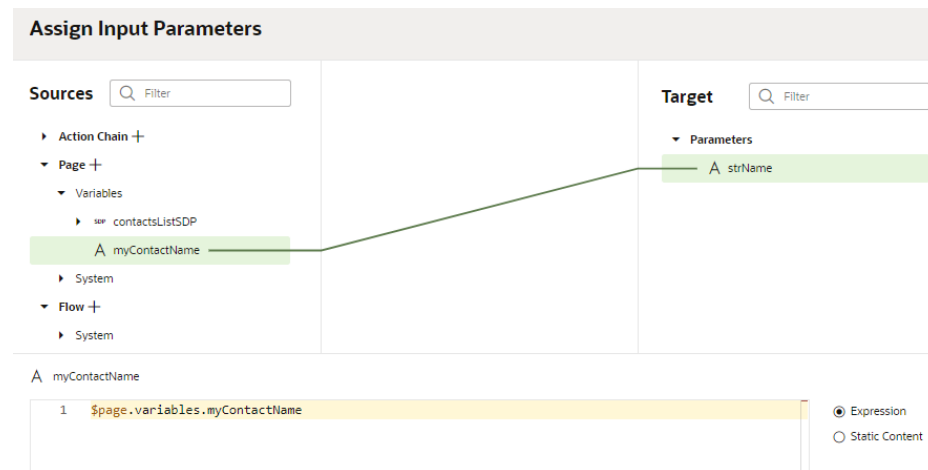 Assign Input Parameters
Sources
Filter
Action Chain
Page
Variables
SDP contactsListSDP
A myContactName
System
Flow
System
Target
Filter
Parameters
A strName
A myContactName
1 $page.variables.myContactName
Expression
Static Content